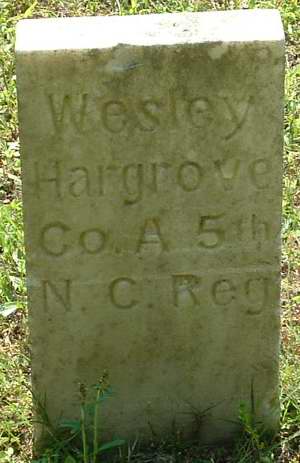 Wesley
Hargrove
Co. A 5th
N. C. Reg